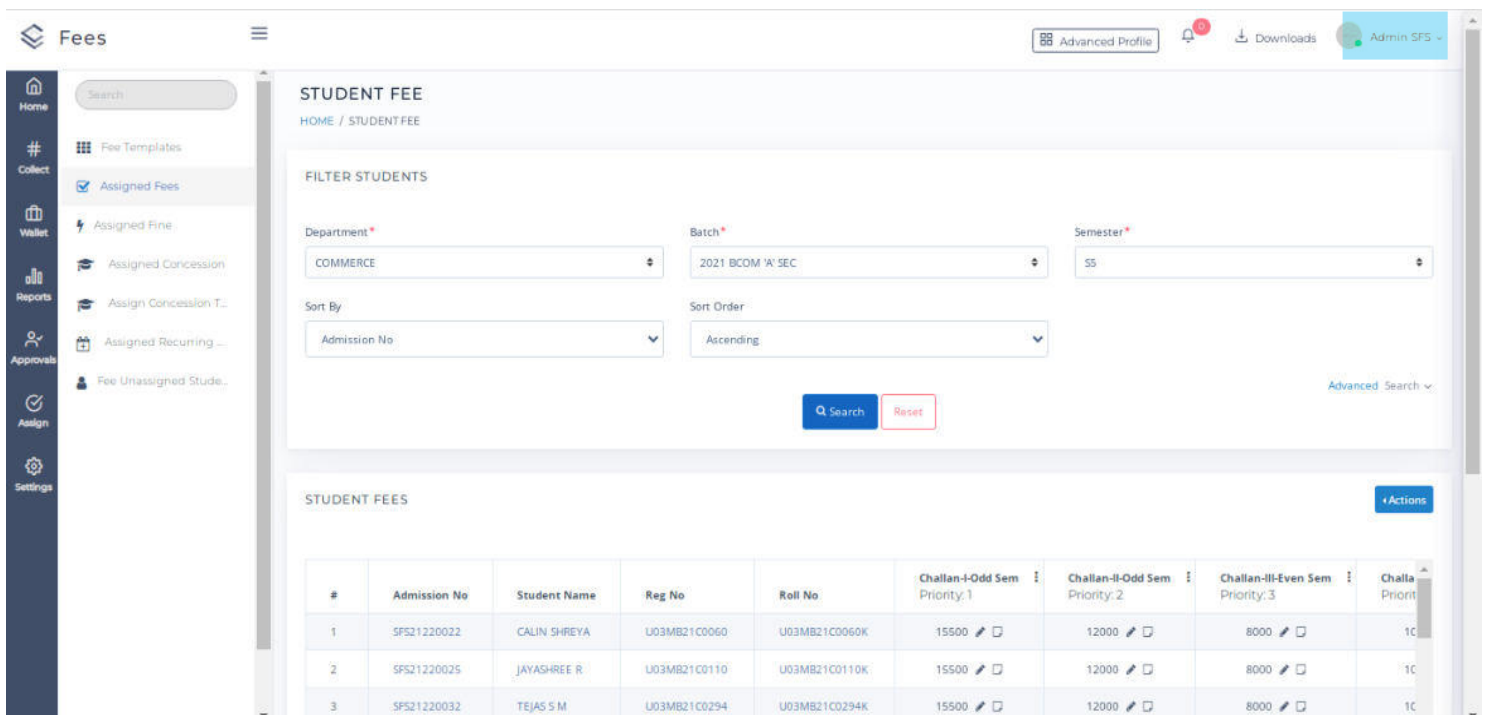 Fees
Advanced Profile
0
Downloads
Admin SFS
Home
Collect
Wallet
Reports
Approvals
Assign
Settings
Search
Fee Templates
Assigned Fees
Assigned Fine
Assigned Concession
Assign Concession T...
Assigned Recurring ...
Fee Unassigned Stude...
STUDENT FEE
HOME / STUDENT FEE
FILTER STUDENTS
Department* Batch* Semester*
COMMERCE 2021 BCOM 'A' SEC S5
Sort By Sort Order
Admission No Ascending
Advanced Search
Search Reset
STUDENT FEES
Actions
# Admission No Student Name Reg No Roll No Challan-I-Odd Sem Challan-II-Odd Sem Challan-III-Even Sem Challa
Priority: 1 Priority: 2 Priority: 3 Priorit
1 SFS21220022 CALIN SHREYA U03MB21C0060 U03MB21C0060K 15500 12000 8000 10
2 SFS21220025 JAYASHREE R U03MB21C0110 U03MB21C0110K 15500 12000 8000 10
3 SFS21220032 TEJAS S M U03MB21C0294 U03MB21C0294K 15500 12000 8000 10